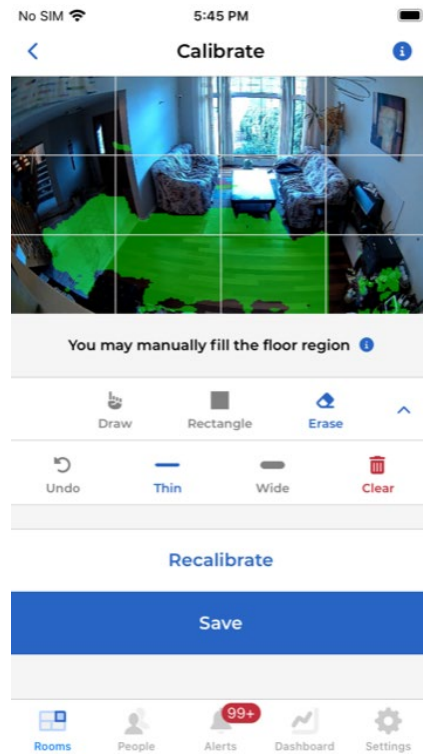 No SIM 5:45 PM
Calibrate
You may manually fill the floor region
Draw Rectangle Erase
Undo Thin Wide Clear
Recalibrate
Save
99+
Rooms People Alerts Dashboard Settings